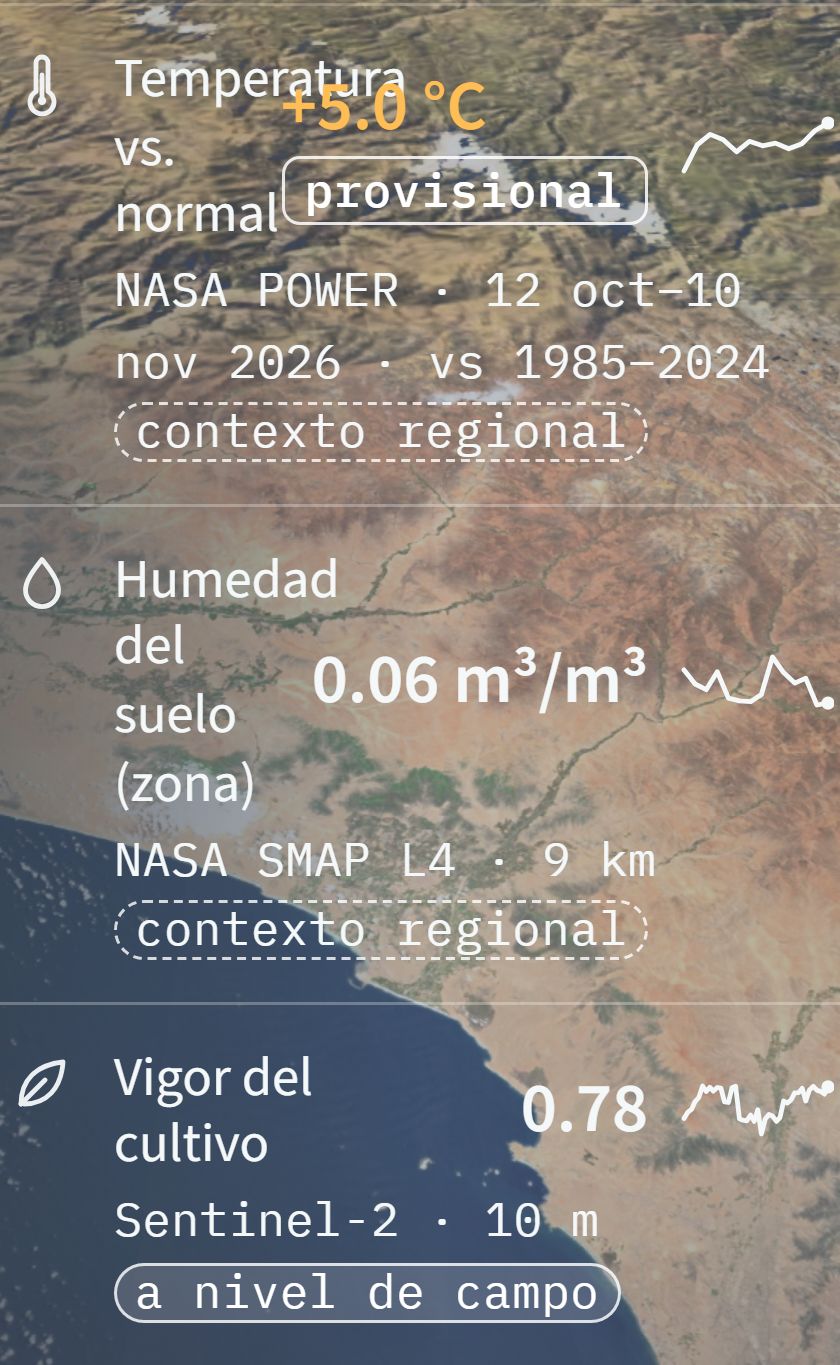 Temperatura
vs.
normal
+5.0 °C
provisional
NASA POWER · 12 oct–10
nov 2026 · vs 1985–2024
contexto regional
Humedad
del
suelo
(zona)
0.06 m³/m³
NASA SMAP L4 · 9 km
contexto regional
Vigor del
cultivo
0.78
Sentinel-2 · 10 m
a nivel de campo